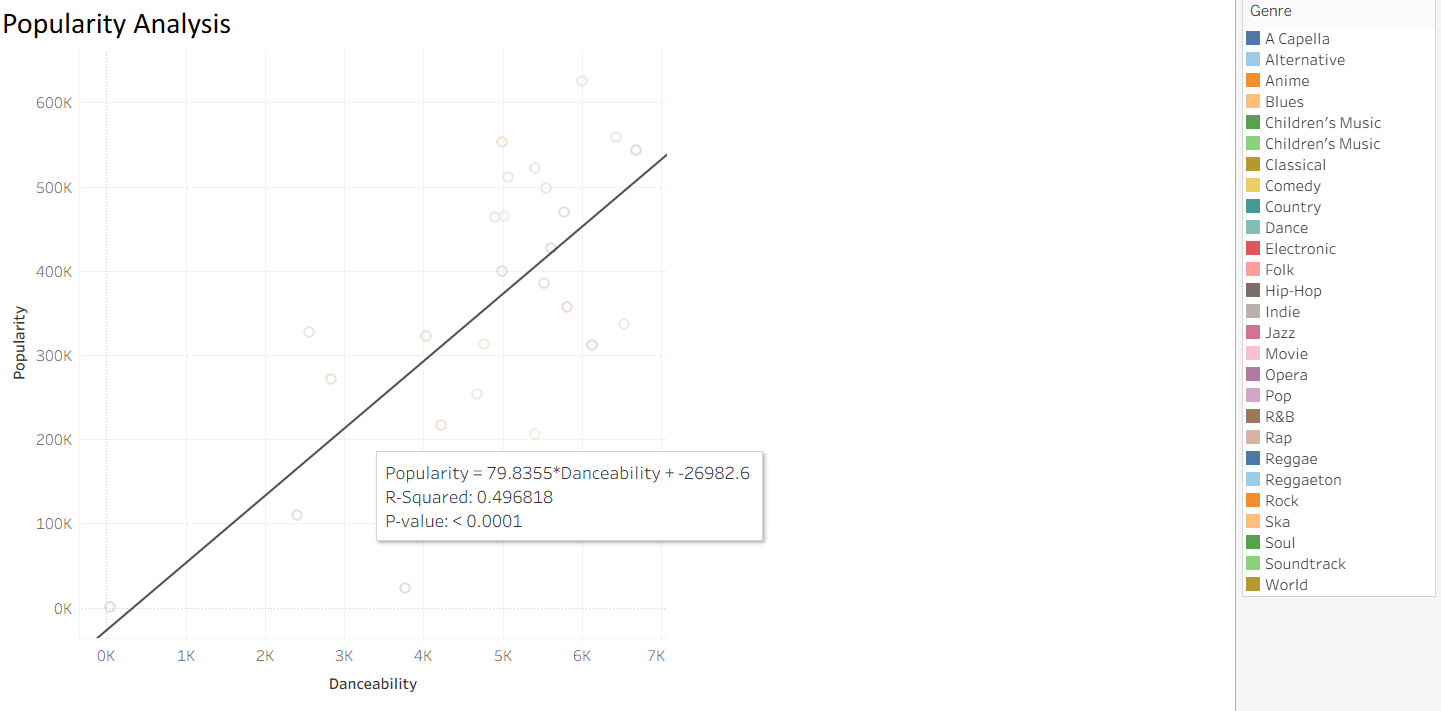 Popularity Analysis
600K
500K
400K
300K
200K
100K
0K
Popularity
0K 1K 2K 3K 4K 5K 6K 7K
Danceability
Popularity = 79.8355*Danceability + -26982.6
R-Squared: 0.496818
P-value: < 0.0001
Genre
A Capella
Alternative
Anime
Blues
Children's Music
Children’s Music
Classical
Comedy
Country
Dance
Electronic
Folk
Hip-Hop
Indie
Jazz
Movie
Opera
Pop
R&B
Rap
Reggae
Reggaeton
Rock
Ska
Soul
Soundtrack
World